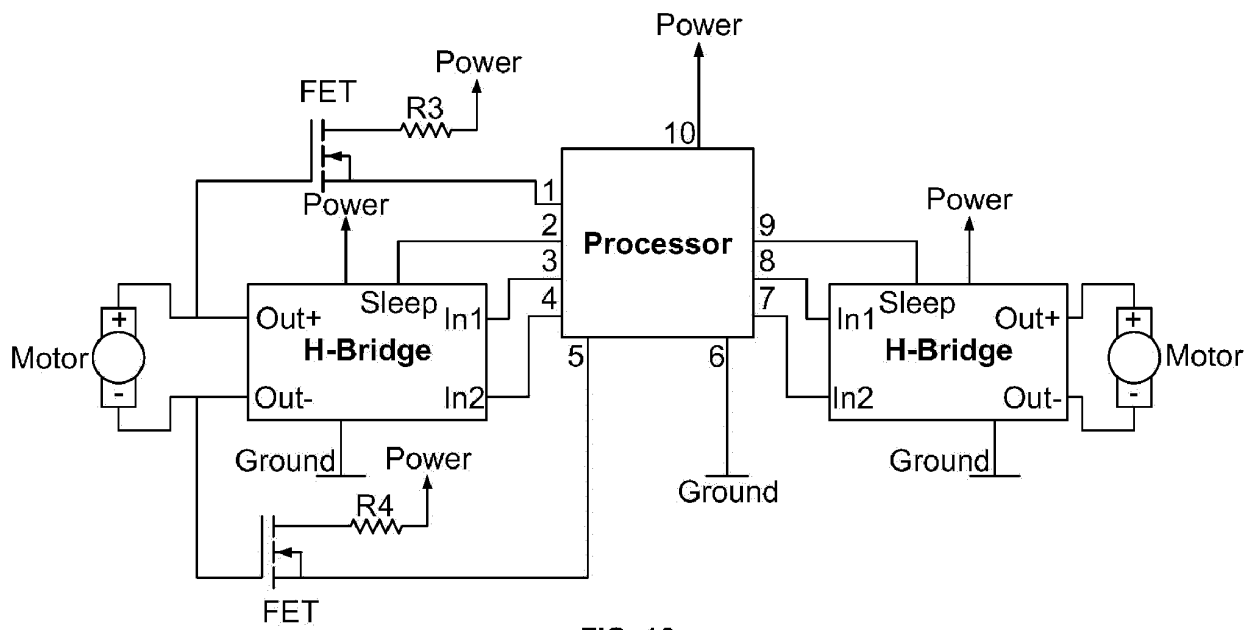 Power
Power
FET
R3
10
1
Power
2
Processor
9
Power
3
8
4
7
Sleep
Sleep
Out+
In1
In1
Out+
+
+
Motor
H-Bridge
H-Bridge
Motor
-
-
Out-
In2
In2
Out-
5
6
Ground
Power
Ground
Ground
R4
FET